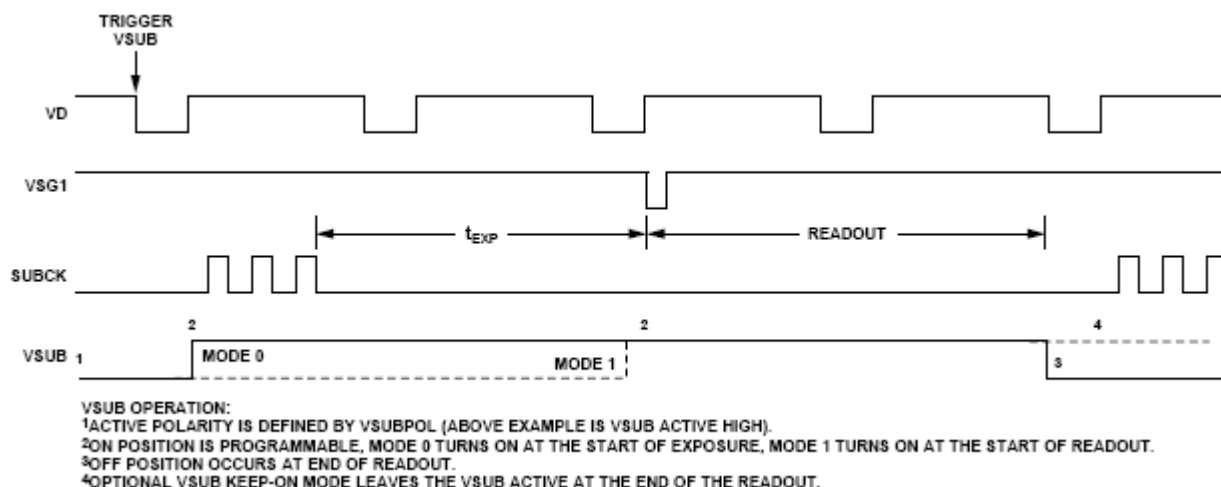 TRIGGER
VSUB
VD
VSG1
tEXP
READOUT
SUBCK
2
2
4
VSUB 1
MODE 0
MODE 1
3
VSUB OPERATION:
1ACTIVE POLARITY IS DEFINED BY VSUBPOL (ABOVE EXAMPLE IS VSUB ACTIVE HIGH).
2ON POSITION IS PROGRAMMABLE, MODE 0 TURNS ON AT THE START OF EXPOSURE, MODE 1 TURNS ON AT THE START OF READOUT.
3OFF POSITION OCCURS AT END OF READOUT.
4OPTIONAL VSUB KEEP-ON MODE LEAVES THE VSUB ACTIVE AT THE END OF THE READOUT.